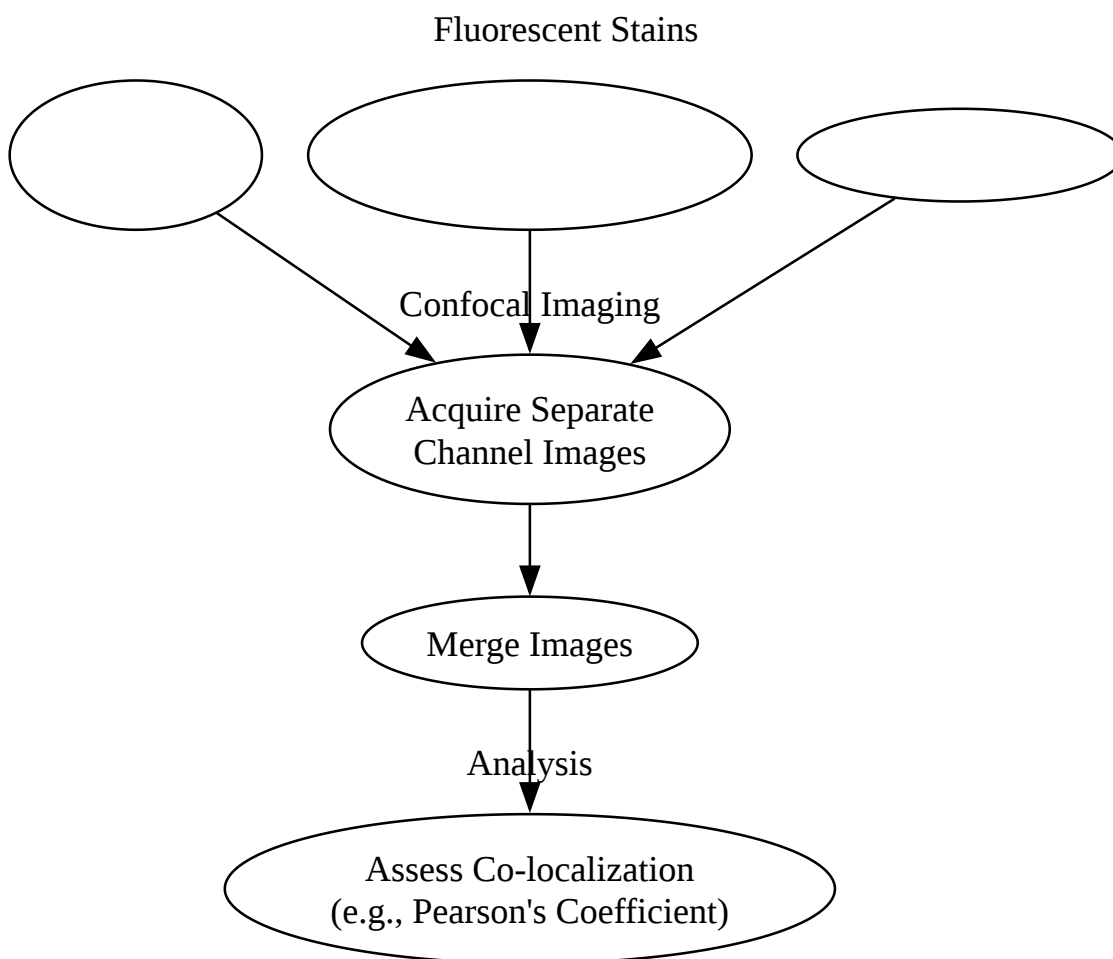 Fluorescent Stains
Confocal Imaging
Acquire Separate
Channel Images
Merge Images
Analysis
Assess Co-localization
(e.g., Pearson's Coefficient)